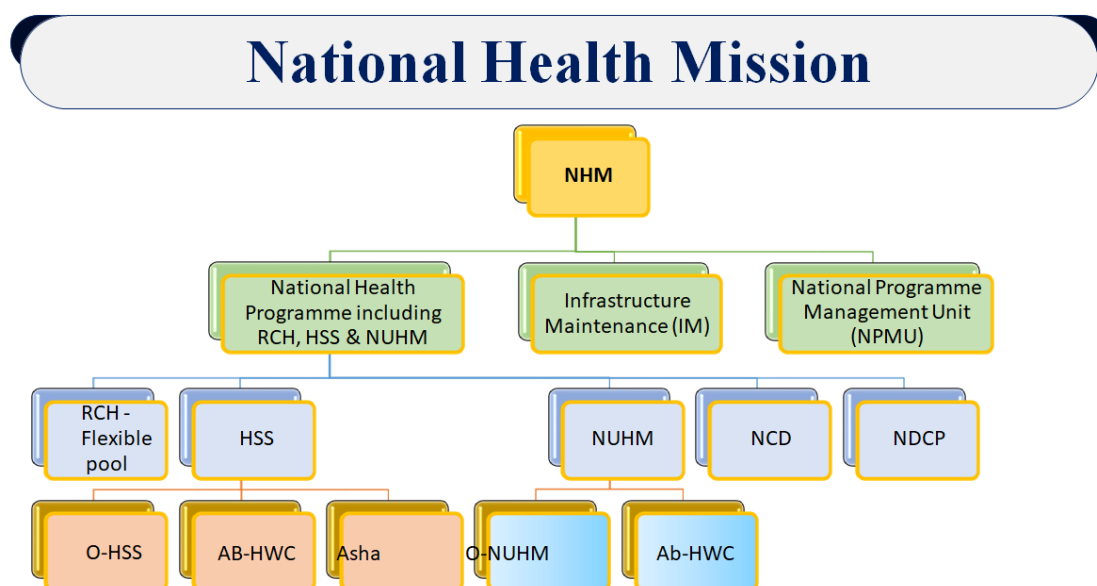 National Health Mission
NHM
National Health
Programme including
RCH, HSS & NUHM
Infrastructure
Maintenance (IM)
National Programme
Management Unit
(NPMU)
RCH -
Flexible
pool
HSS
NUHM
NCD
NDCP
O-HSS
AB-HWC
Asha
O-NUHM
Ab-HWC